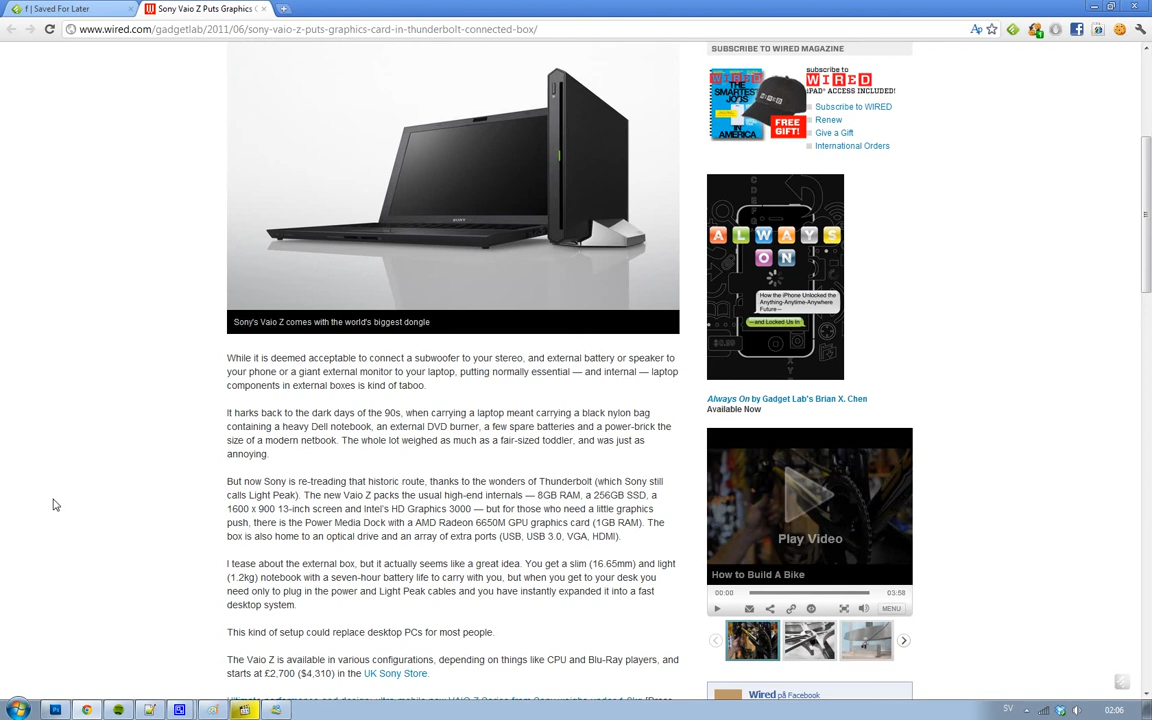 f | Saved For Later
Sony Vaio Z Puts Graphics C
www.wired.com/gadgetlab/2011/06/sony-vaio-z-puts-graphics-card-in-thunderbolt-connected-box/
SONY
Sony's Vaio Z comes with the world's biggest dongle
While it is deemed acceptable to connect a subwoofer to your stereo, and external battery or speaker to
your phone or a giant external monitor to your laptop, putting normally essential — and internal — laptop
components in external boxes is kind of taboo.
It harks back to the dark days of the 90s, when carrying a laptop meant carrying a black nylon bag
containing a heavy Dell notebook, an external DVD burner, a few spare batteries and a power-brick the
size of a modern netbook. The whole lot weighed as much as a fair-sized toddler, and was just as
annoying.
But now Sony is re-treading that historic route, thanks to the wonders of Thunderbolt (which Sony still
calls Light Peak). The new Vaio Z packs the usual high-end internals — 8GB RAM, a 256GB SSD, a
1600 x 900 13-inch screen and Intel's HD Graphics 3000 — but for those who need a little graphics
push, there is the Power Media Dock with a AMD Radeon 6650M GPU graphics card (1GB RAM). The
box is also home to an optical drive and an array of extra ports (USB, USB 3.0, VGA, HDMI).
I tease about the external box, but it actually seems like a great idea. You get a slim (16.65mm) and light
(1.2kg) notebook with a seven-hour battery life to carry with you, but when you get to your desk you
need only to plug in the power and Light Peak cables and you have instantly expanded it into a fast
desktop system.
This kind of setup could replace desktop PCs for most people.
The Vaio Z is available in various configurations, depending on things like CPU and Blu-Ray players, and
starts at £2,700 ($4,310) in the UK Sony Store.
SUBSCRIBE TO WIRED MAGAZINE
THE
SMARTEST
JOBS
IN
AMERICA
FREE
GIFT!
subscribe to
WIRED
iPAD ACCESS INCLUDED!
Subscribe to WIRED
Renew
Give a Gift
International Orders
ALWAYS
ON
How the iPhone Unlocked the
Anything-Anytime-Anywhere
Future—
—and Locked Us In
$0.99
Always On by Gadget Lab's Brian X. Chen
Available Now
Play Video
How to Build A Bike
00:00
03:58
MENU
Wired på Facebook
SV
02:06